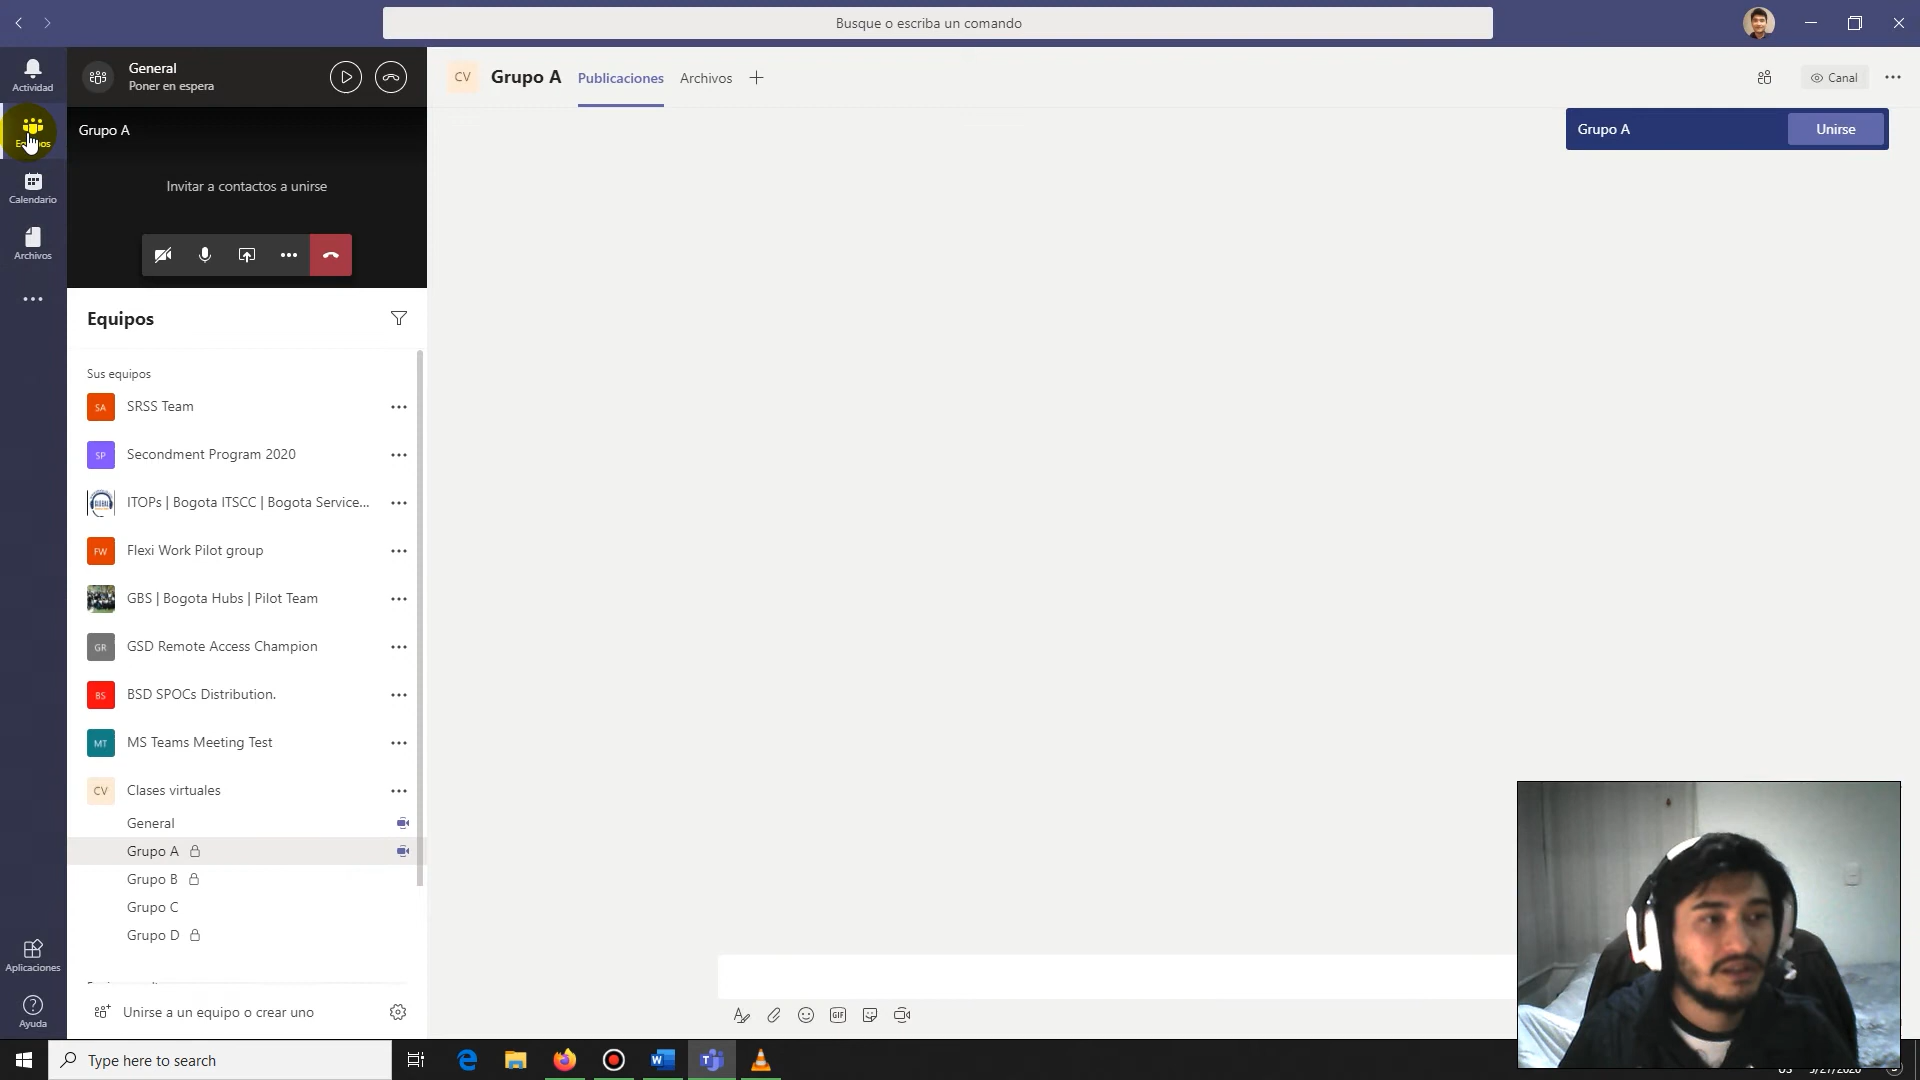 Busque o escriba un comando
Actividad
Equipos
Calendario
Archivos
Aplicaciones
Ayuda
General
Poner en espera
Grupo A
Invitar a contactos a unirse
Equipos
Sus equipos
SA SRSS Team
SP Secondment Program 2020
GLOBAL ITOPs | Bogota ITSCC | Bogota Service...
FW Flexi Work Pilot group
GBS | Bogota Hubs | Pilot Team
GR GSD Remote Access Champion
BS BSD SPOCs Distribution.
MT MS Teams Meeting Test
CV Clases virtuales
General
Grupo A
Grupo B
Grupo C
Grupo D
Unirse a un equipo o crear uno
CV Grupo A Publicaciones Archivos
Canal
Grupo A Unirse
GIF
Type here to search